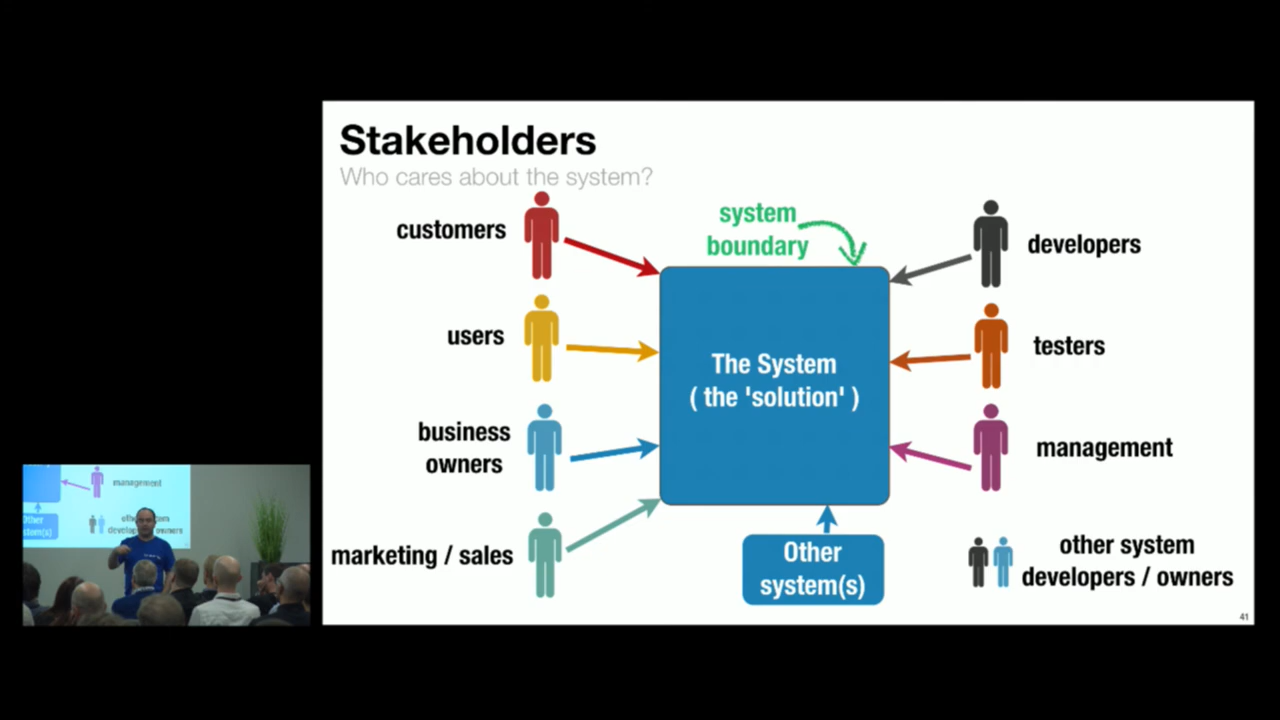 Stakeholders
Who cares about the system?
customers
users
business
owners
marketing / sales
system
boundary
The System
( the 'solution' )
Other
system(s)
developers
testers
management
other system
developers / owners
41
management
Other